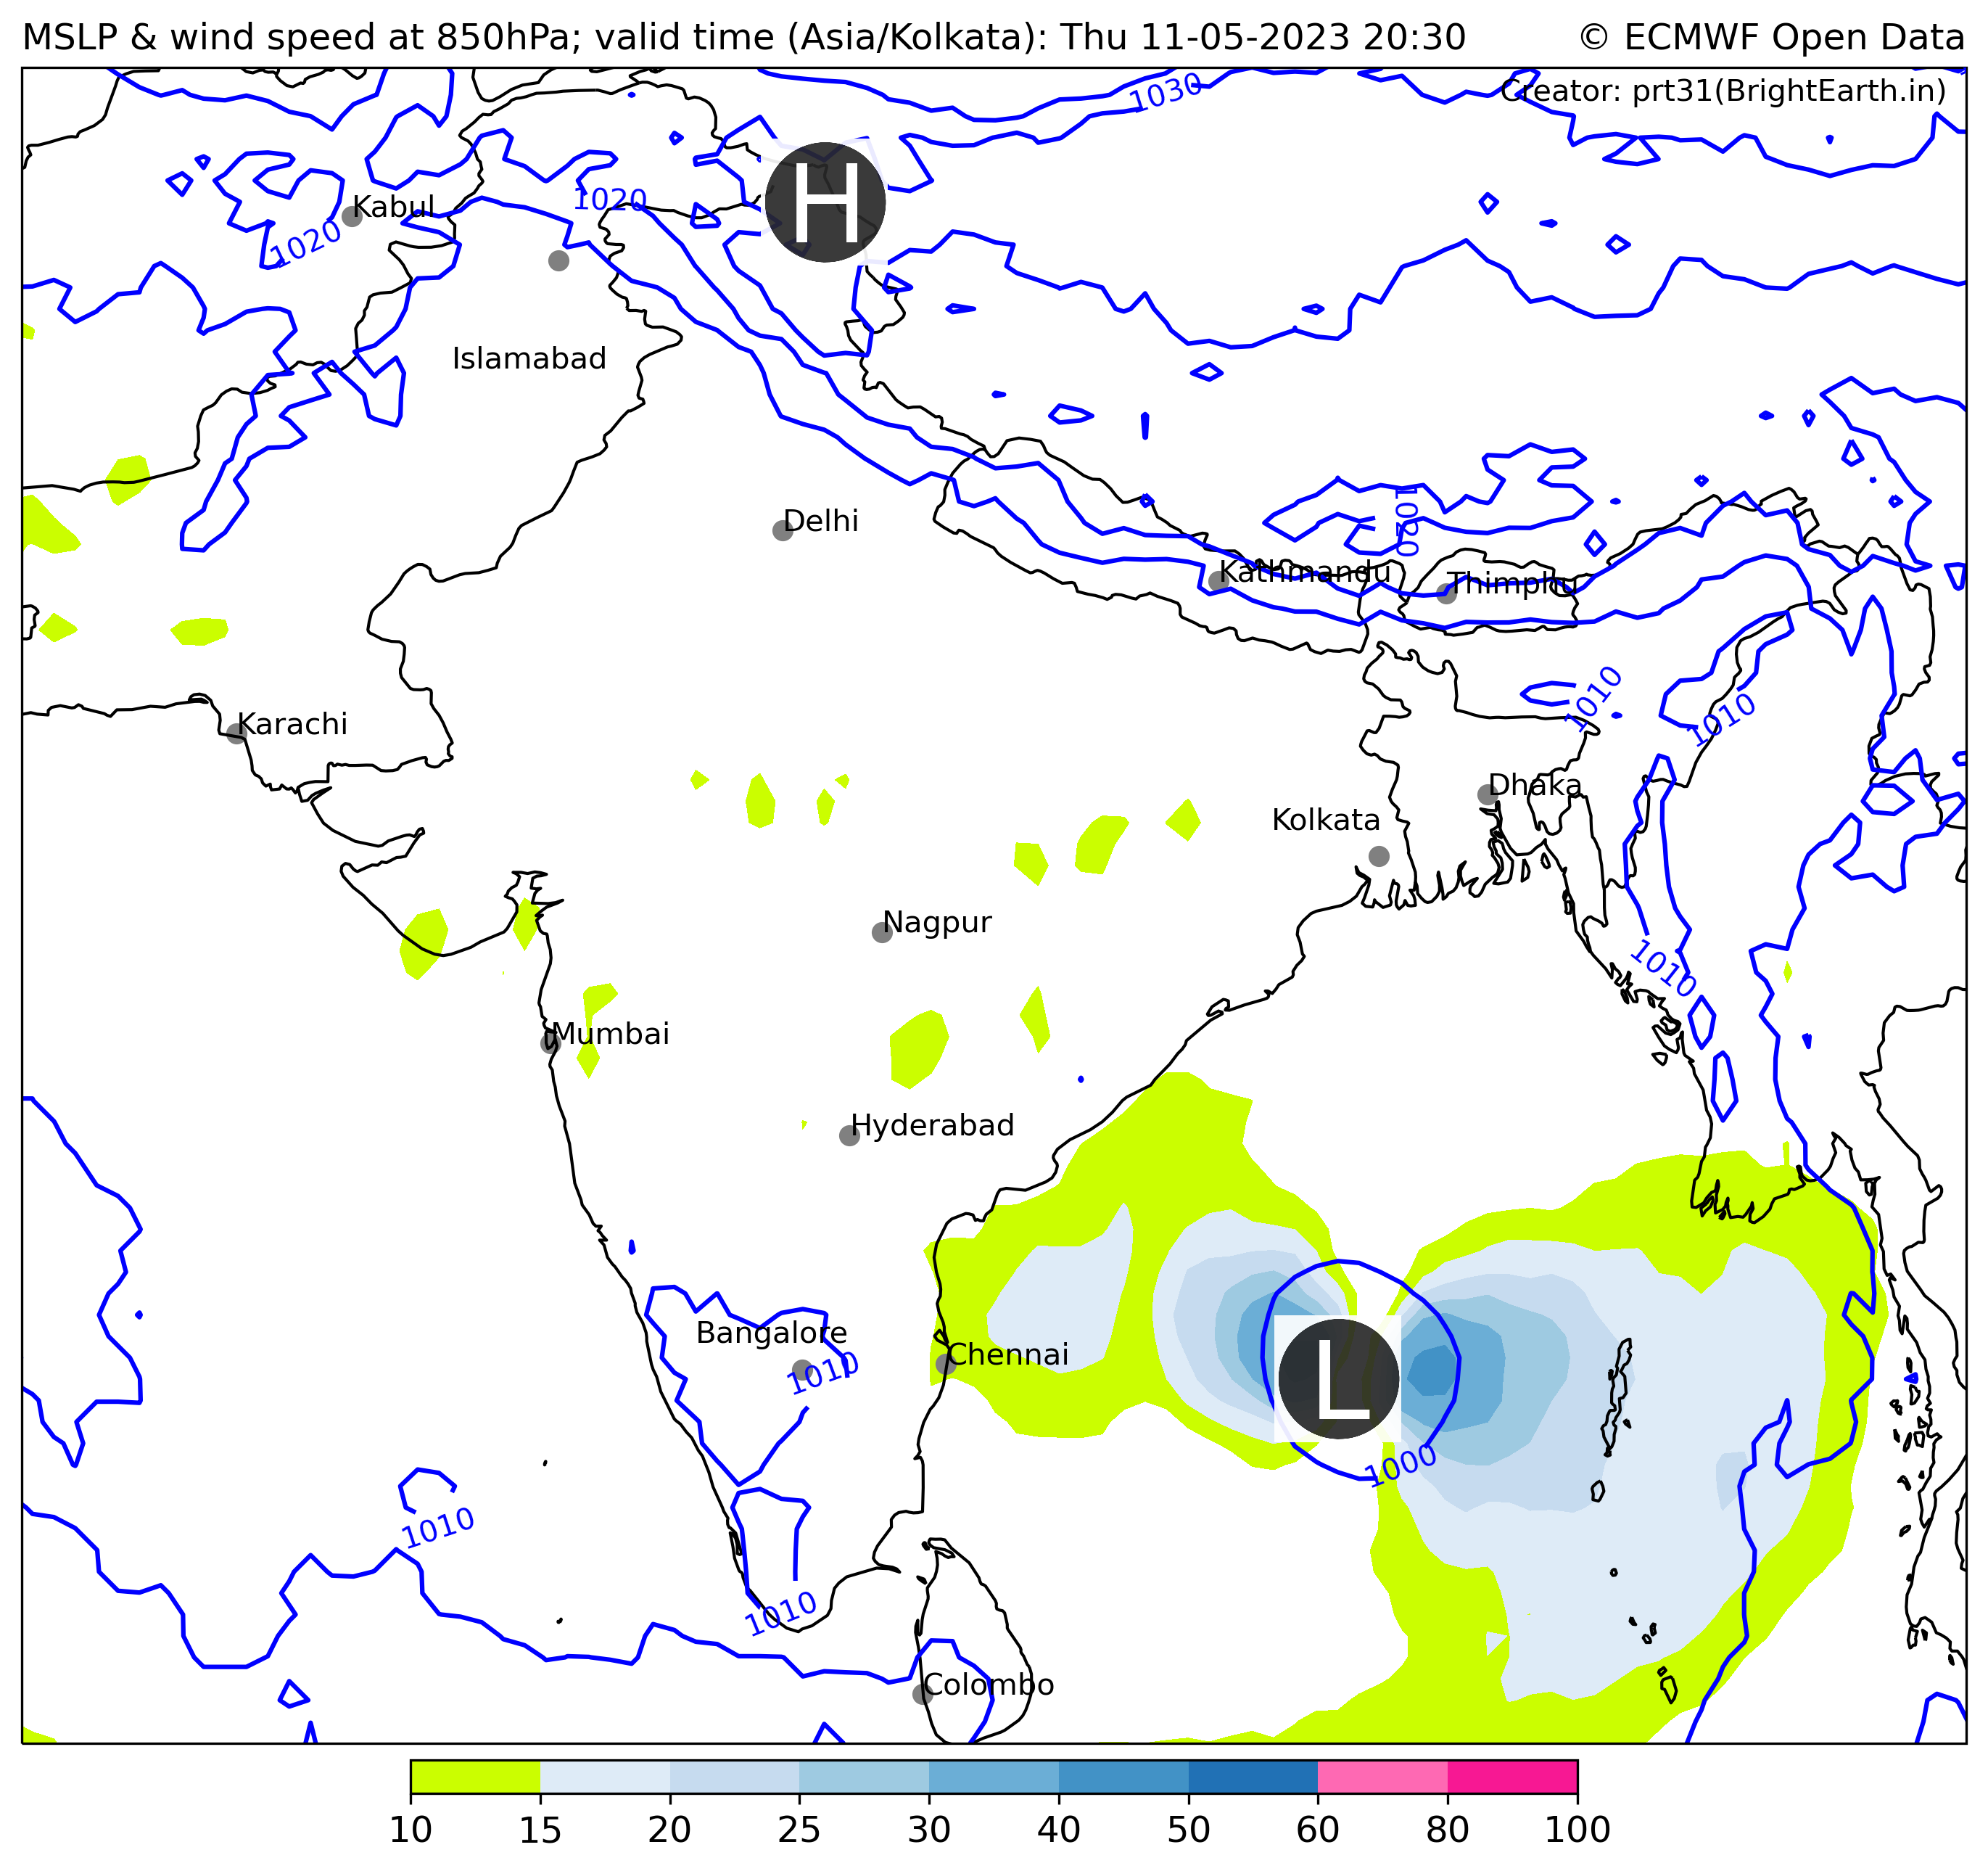 MSLP & wind speed at 850hPa; valid time (Asia/Kolkata): Thu 11-05-2023 20:30
© ECMWF Open Data
Creator: prt31(BrightEarth.in)
1030
H
1020
Kabul
1020
Islamabad
Delhi
1020
Kathmandu
Thimphu
1010
1010
Karachi
Dhaka
Kolkata
Nagpur
1010
Mumbai
Hyderabad
Bangalore
1010
Chennai
L
1000
1010
1010
Colombo
10 15 20 25 30 40 50 60 80 100